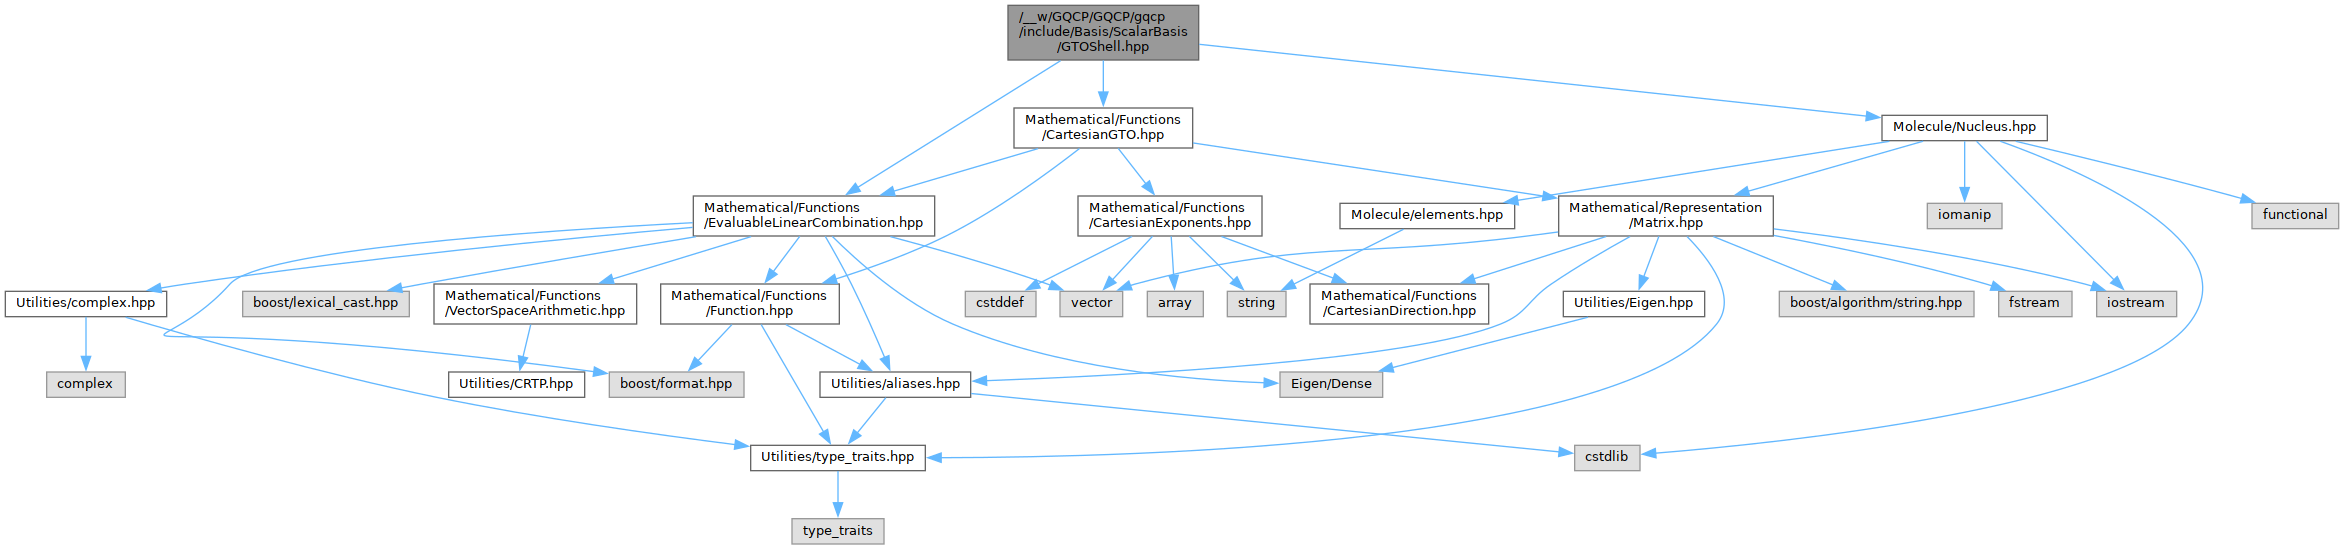 /__w/GQCP/GQCP/gqcp
/include/Basis/ScalarBasis
/GTOShell.hpp
Mathematical/Functions
/CartesianGTO.hpp
Molecule/Nucleus.hpp
Mathematical/Functions
/EvaluableLinearCombination.hpp
Mathematical/Functions
/CartesianExponents.hpp
Molecule/elements.hpp
Mathematical/Representation
/Matrix.hpp
iomanip
functional
Utilities/complex.hpp
boost/lexical_cast.hpp
Mathematical/Functions
/VectorSpaceArithmetic.hpp
Mathematical/Functions
/Function.hpp
cstddef
vector
array
string
Mathematical/Functions
/CartesianDirection.hpp
Utilities/Eigen.hpp
boost/algorithm/string.hpp
fstream
iostream
complex
Utilities/CRTP.hpp
boost/format.hpp
Utilities/aliases.hpp
Eigen/Dense
Utilities/type_traits.hpp
cstdlib
type_traits